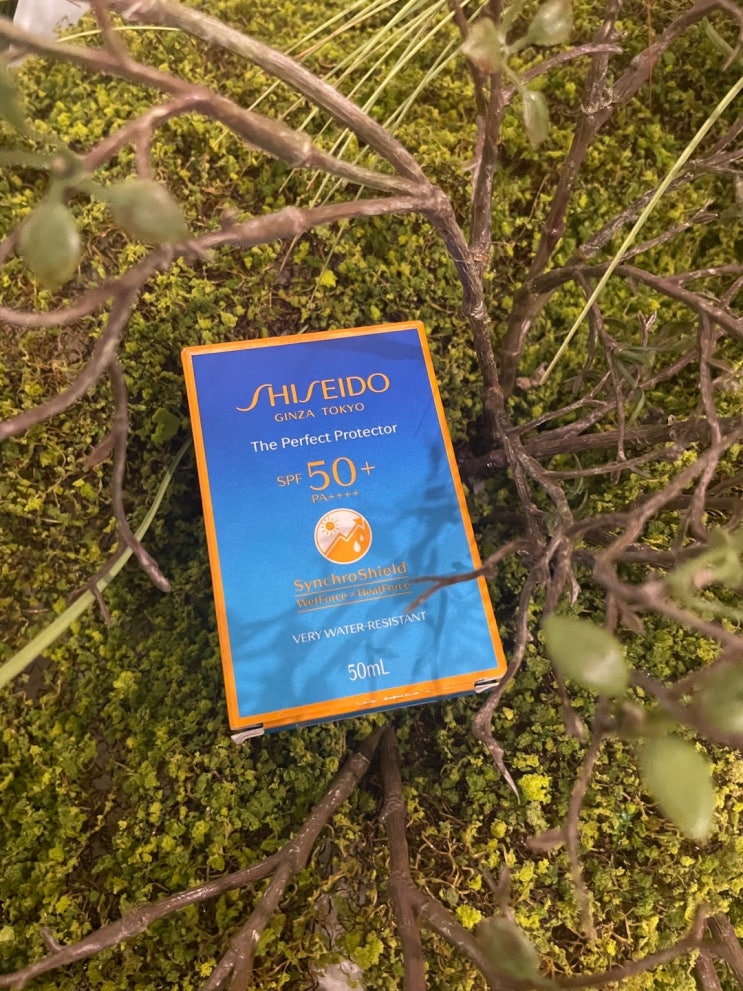 SHISEIDO
GINZA TOKYO
The Perfect Protector
SPF 50+
PA++++
SynchroShield
WetForce × HeatForce
VERY WATER-RESISTANT
50mL